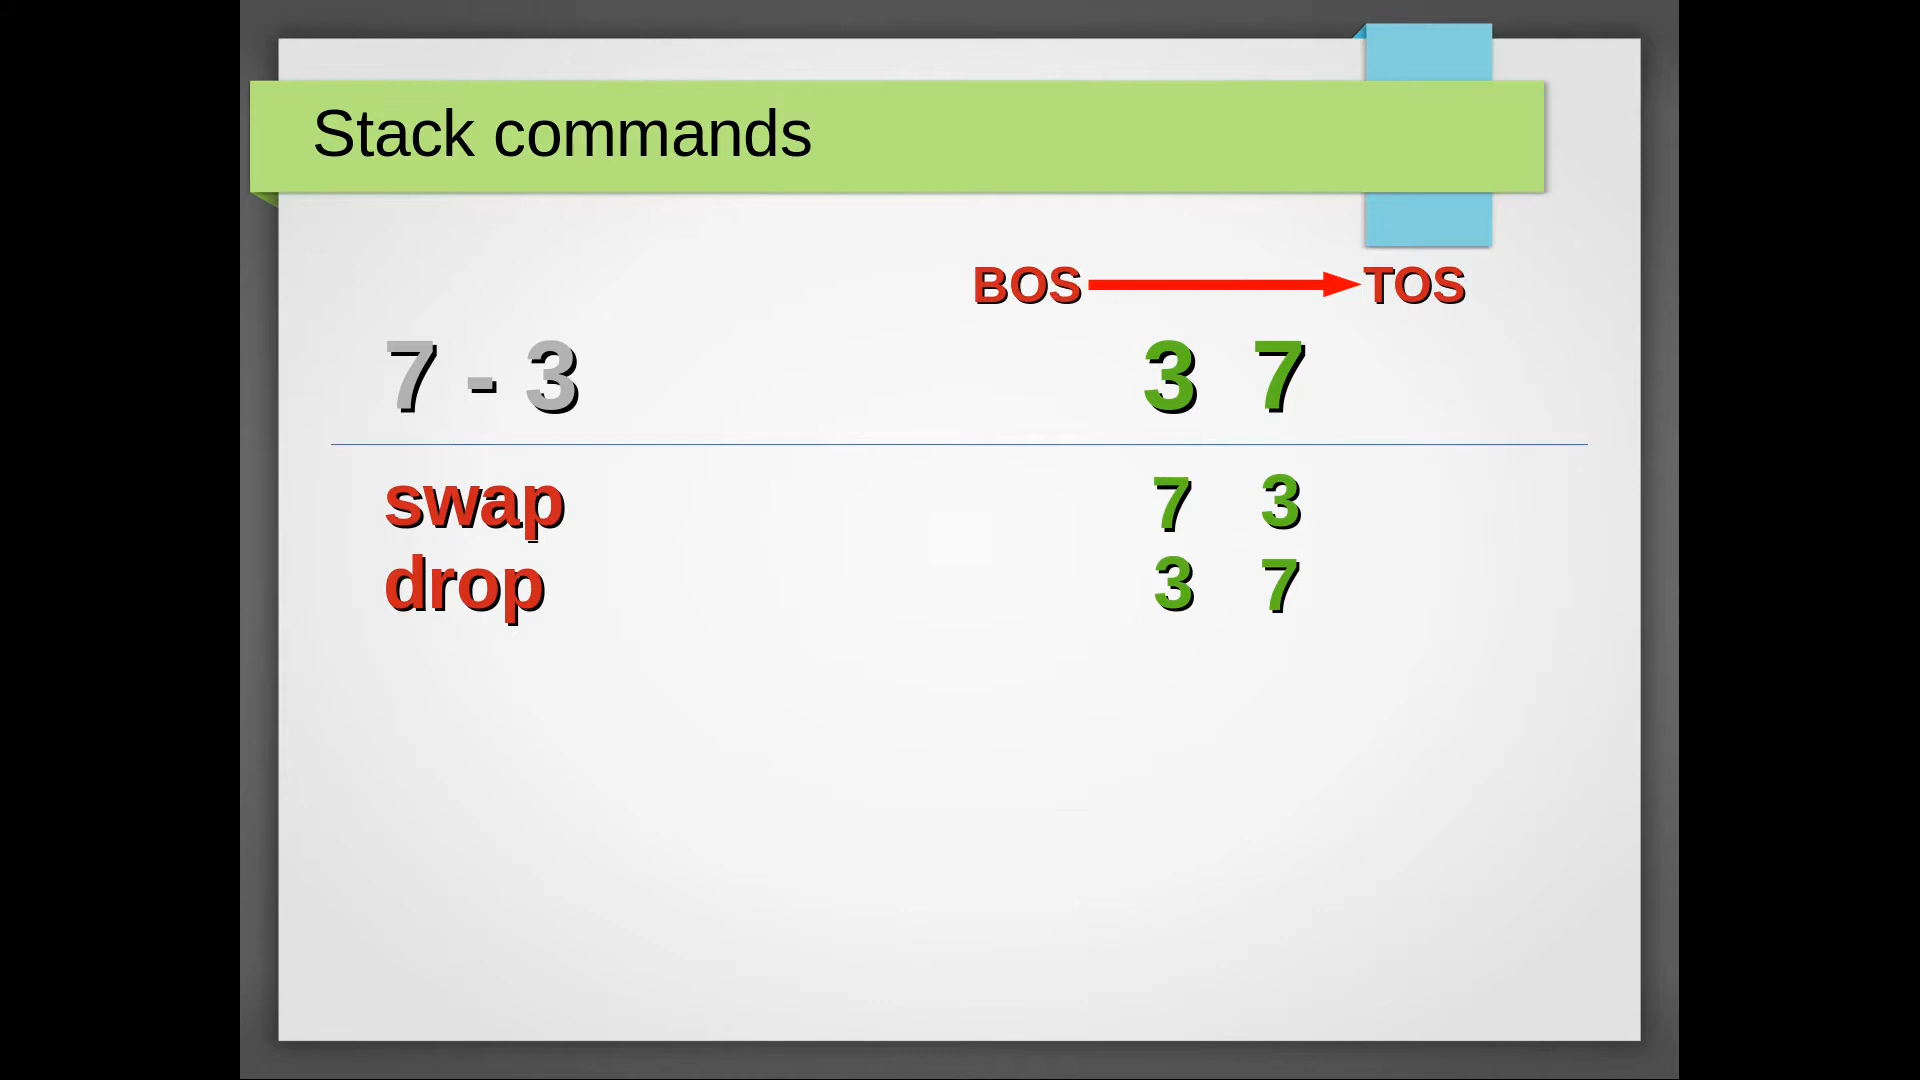 Stack commands
BOS TOS
7 - 3 3 7
swap 7 3
drop 3 7